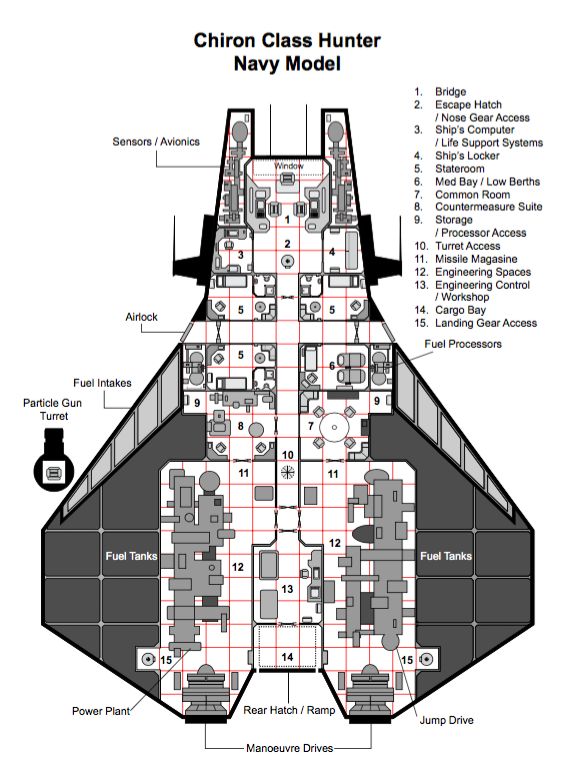 Chiron Class Hunter
Navy Model
1. Bridge
2. Escape Hatch
/ Nose Gear Access
3. Ship's Computer
/ Life Support Systems
4. Ship's Locker
5. Stateroom
6. Med Bay / Low Berths
7. Common Room
8. Countermeasure Suite
9. Storage
/ Processor Access
10. Turret Access
11. Missile Magasine
12. Engineering Spaces
13. Engineering Control
/ Workshop
14. Cargo Bay
15. Landing Gear Access
Sensors / Avionics
Window
1
2
3
4
5
5
Airlock
Fuel Processors
5
6
Fuel Intakes
Particle Gun
Turret
9
9
8
7
10
11
11
12
12
Fuel Tanks
Fuel Tanks
13
14
15
15
Power Plant
Rear Hatch / Ramp
Jump Drive
Manoeuvre Drives